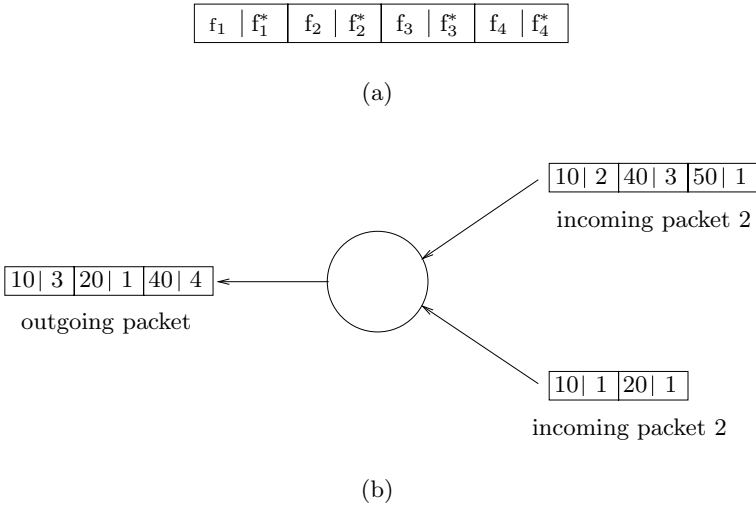 f₁ | f₁* f₂ | f₂* f₃ | f₃* f₄ | f₄*
(a)
10| 2 40| 3 50| 1
incoming packet 2
10| 3 20| 1 40| 4
outgoing packet
10| 1 20| 1
incoming packet 2
(b)